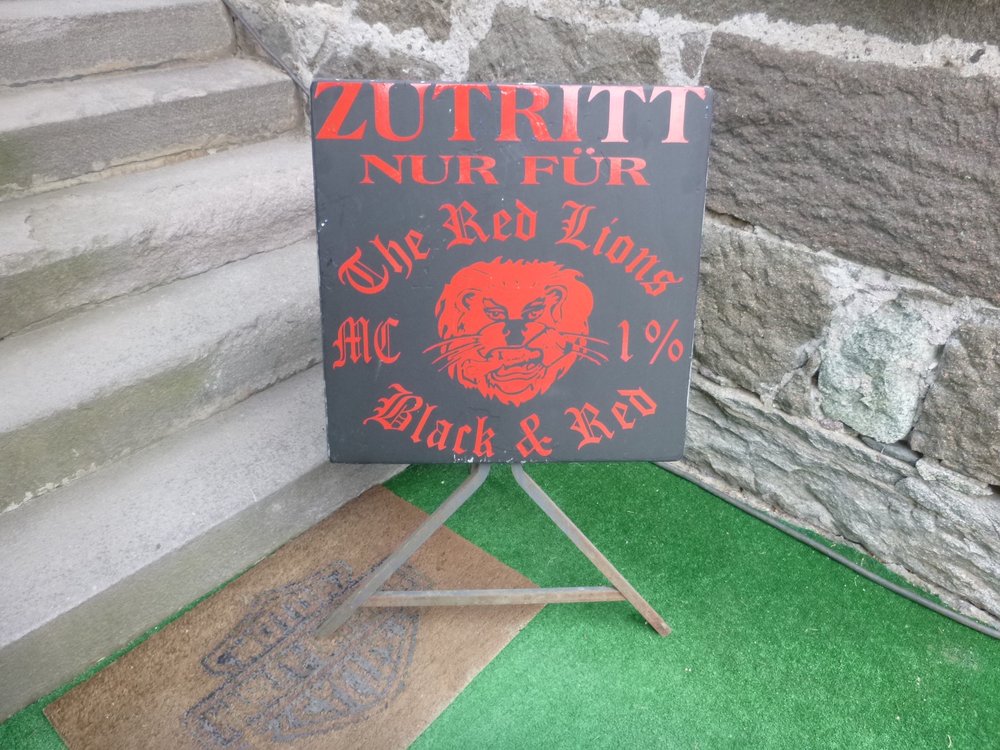 ZUTRITT
NUR FÜR
The Red Lions
MC 1%
Black & Red